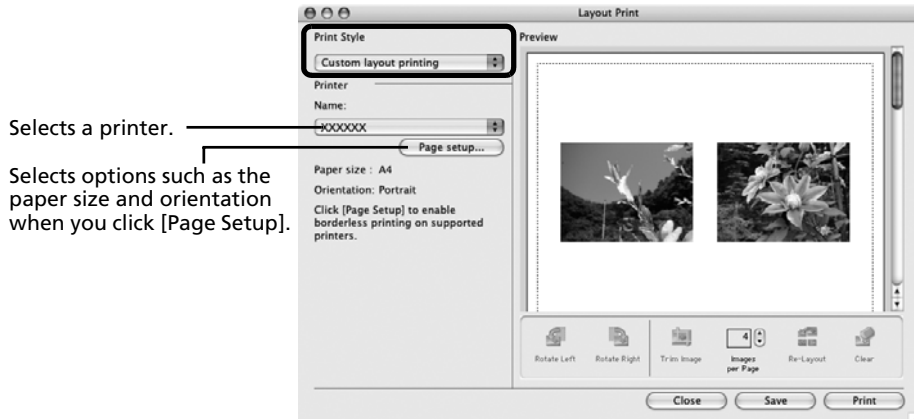 Layout Print
Print Style
Custom layout printing
Printer
Name:
XXXXXX
Page setup...
Paper size : A4
Orientation: Portrait
Click [Page Setup] to enable
borderless printing on supported
printers.
Selects a printer.
Selects options such as the
paper size and orientation
when you click [Page Setup].
Preview
4
Rotate Left
Rotate Right
Trim Image
Images
per Page
Re-Layout
Clear
Close
Save
Print